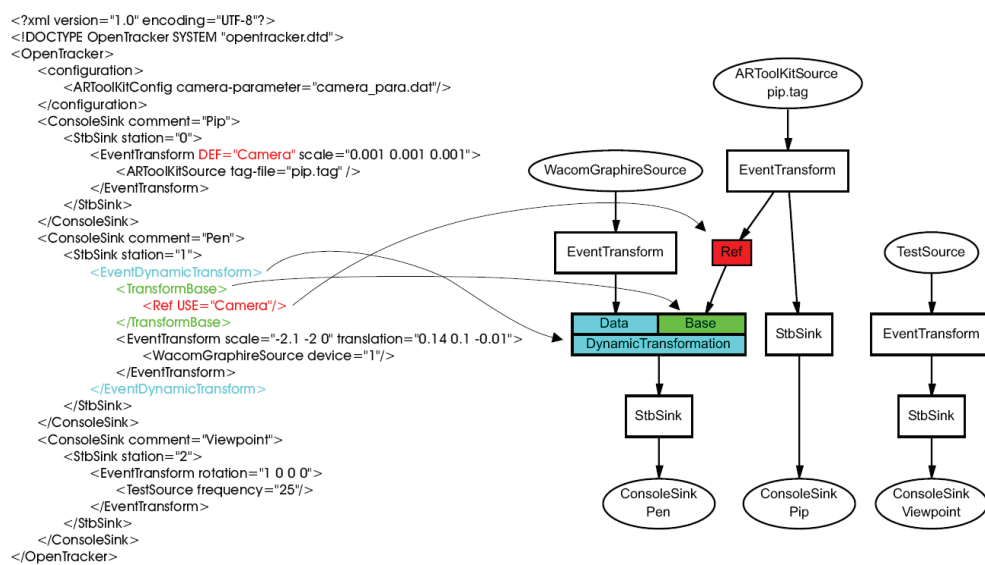 <?xml version="1.0" encoding="UTF-8"?>
<!DOCTYPE OpenTracker SYSTEM "opentracker.dtd">
<OpenTracker>
<configuration>
<ARToolKitConfig camera-parameter="camera_para.dat"/>
</configuration>
<ConsoleSink comment="Pip">
<StbSink station="0">
<EventTransform DEF="Camera" scale="0.001 0.001 0.001">
<ARToolKitSource tag-file="pip.tag" />
</EventTransform>
</StbSink>
</ConsoleSink>
<ConsoleSink comment="Pen">
<StbSink station="1">
<EventDynamicTransform>
<TransformBase>
<Ref USE="Camera"/>
</TransformBase>
<EventTransform scale="-2.1 -2 0" translation="0.14 0.1 -0.01">
<WacomGraphireSource device="1"/>
</EventTransform>
</EventDynamicTransform>
</StbSink>
</ConsoleSink>
<ConsoleSink comment="Viewpoint">
<StbSink station="2">
<EventTransform rotation="1 0 0 0">
<TestSource frequency="25"/>
</EventTransform>
</StbSink>
</ConsoleSink>
</OpenTracker>
ARToolKitSource
pip.tag
WacomGraphireSource
EventTransform
EventTransform
Ref
TestSource
Data
Base
DynamicTransformation
StbSink
EventTransform
StbSink
StbSink
ConsoleSink
Pen
ConsoleSink
Pip
ConsoleSink
Viewpoint